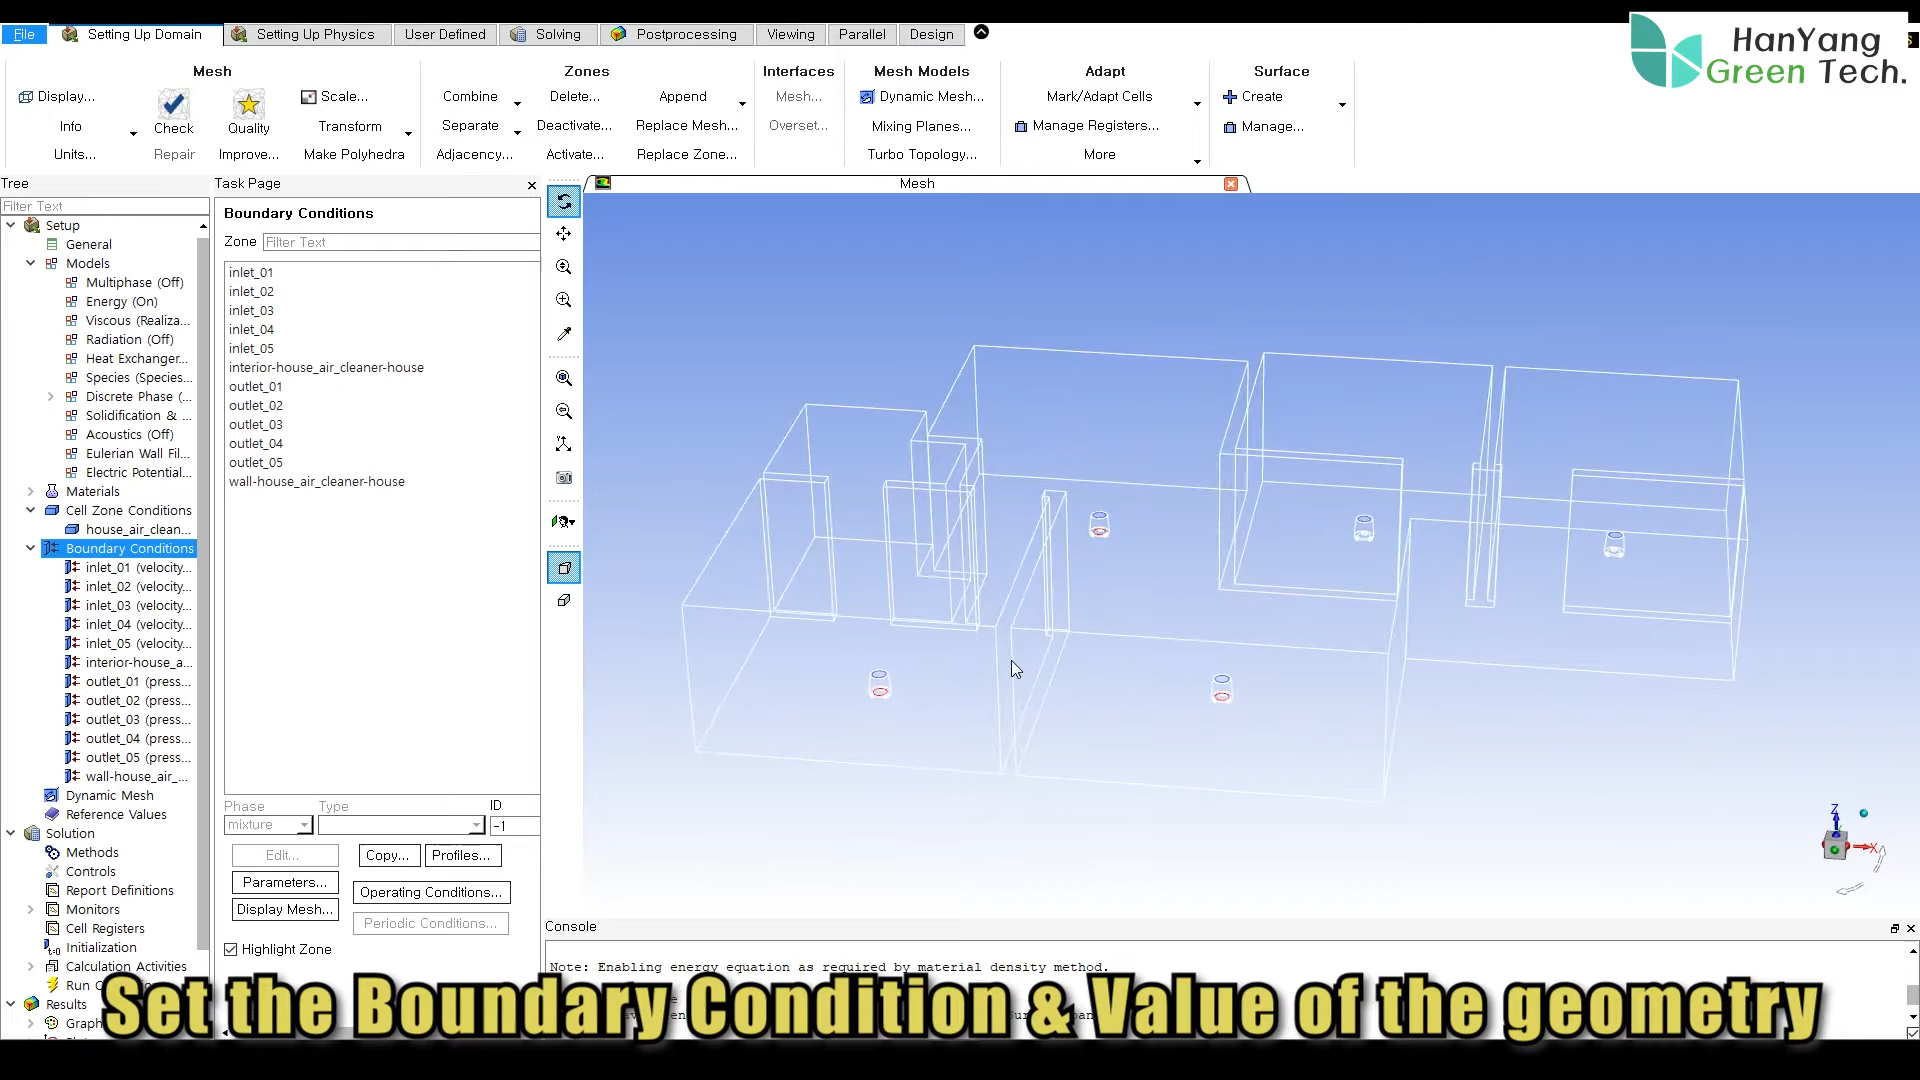 File
Setting Up Domain
Setting Up Physics
User Defined
Solving
Postprocessing
Viewing
Parallel
Design
HanYang
Green Tech.
Mesh
Zones
Interfaces
Mesh Models
Adapt
Surface
Display...
Scale...
Combine
Delete...
Append
Mesh...
Dynamic Mesh...
Mark/Adapt Cells
Create
Info
Check
Quality
Transform
Separate
Deactivate...
Replace Mesh...
Overset...
Mixing Planes...
Manage Registers...
Manage...
Units...
Repair
Improve...
Make Polyhedra
Adjacency...
Activate...
Replace Zone...
Turbo Topology...
More
Tree
Filter Text
Setup
General
Models
Multiphase (Off)
Energy (On)
Viscous (Realiza...
Radiation (Off)
Heat Exchanger...
Species (Species...
Discrete Phase (...
Solidification & ...
Acoustics (Off)
Eulerian Wall Fil...
Electric Potential...
Materials
Cell Zone Conditions
house_air_clean...
Boundary Conditions
inlet_01 (velocity...
inlet_02 (velocity...
inlet_03 (velocity...
inlet_04 (velocity...
inlet_05 (velocity...
interior-house_a...
outlet_01 (press...
outlet_02 (press...
outlet_03 (press...
outlet_04 (press...
outlet_05 (press...
wall-house_air_...
Dynamic Mesh
Reference Values
Solution
Methods
Controls
Report Definitions
Monitors
Cell Registers
Initialization
Calculation Activities
Run
Results
Graph
Task Page
Boundary Conditions
Zone
Filter Text
inlet_01
inlet_02
inlet_03
inlet_04
inlet_05
interior-house_air_cleaner-house
outlet_01
outlet_02
outlet_03
outlet_04
outlet_05
wall-house_air_cleaner-house
Phase
Type
ID
mixture
-1
Edit...
Copy...
Profiles...
Parameters...
Operating Conditions...
Display Mesh...
Periodic Conditions...
Highlight Zone
Mesh
Z
X
Console
Note: Enabling energy equation as required by material density method.
Set the Boundary Condition & Value of the geometry